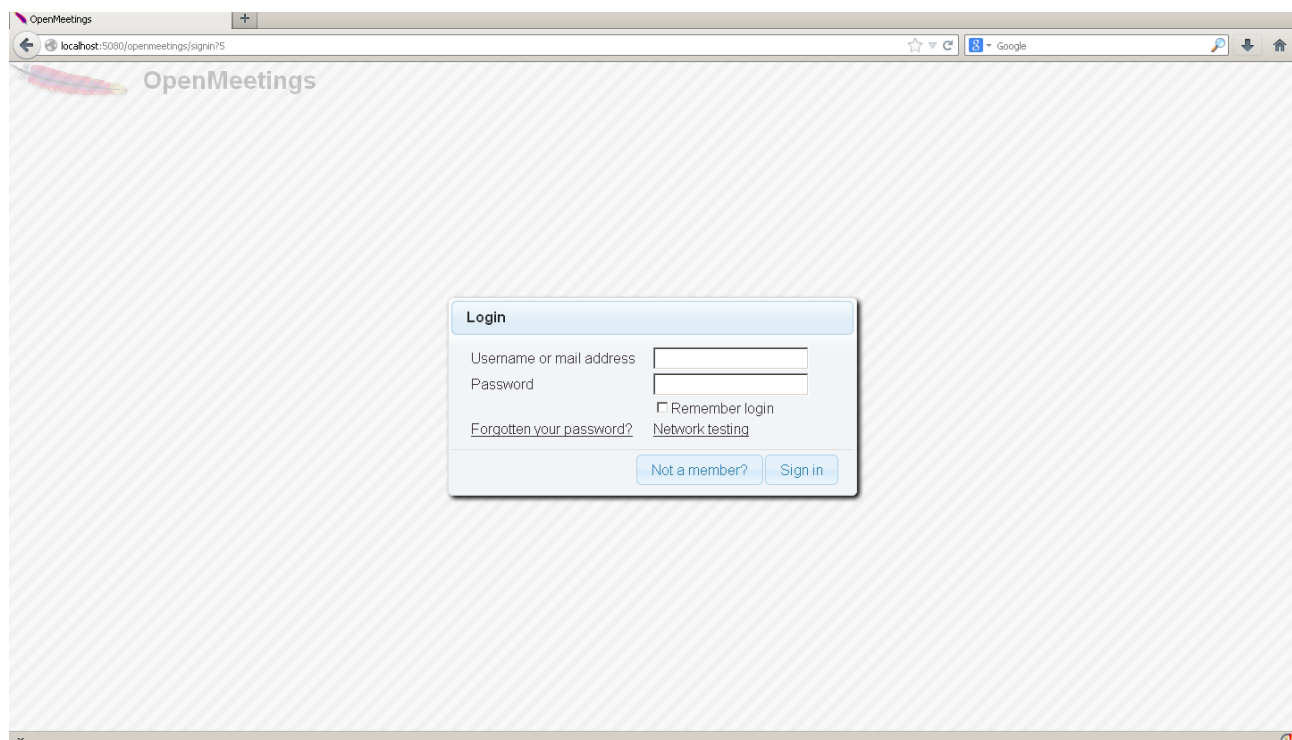 OpenMeetings
localhost:5080/openmeetings/signin?5
Google
OpenMeetings
Login
Username or mail address
Password
Remember login
Forgotten your password? Network testing
Not a member? Sign in